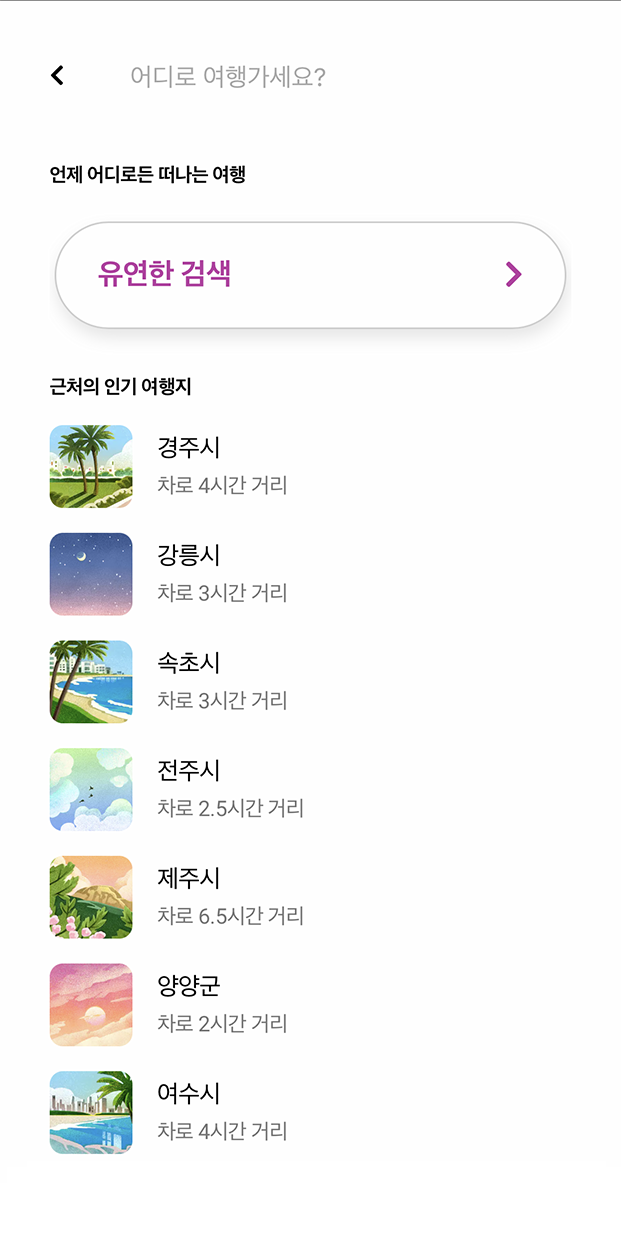 어디로 여행가세요?
언제 어디로든 떠나는 여행
유연한 검색
근처의 인기 여행지
경주시
차로 4시간 거리
강릉시
차로 3시간 거리
속초시
차로 3시간 거리
전주시
차로 2.5시간 거리
제주시
차로 6.5시간 거리
양양군
차로 2시간 거리
여수시
차로 4시간 거리